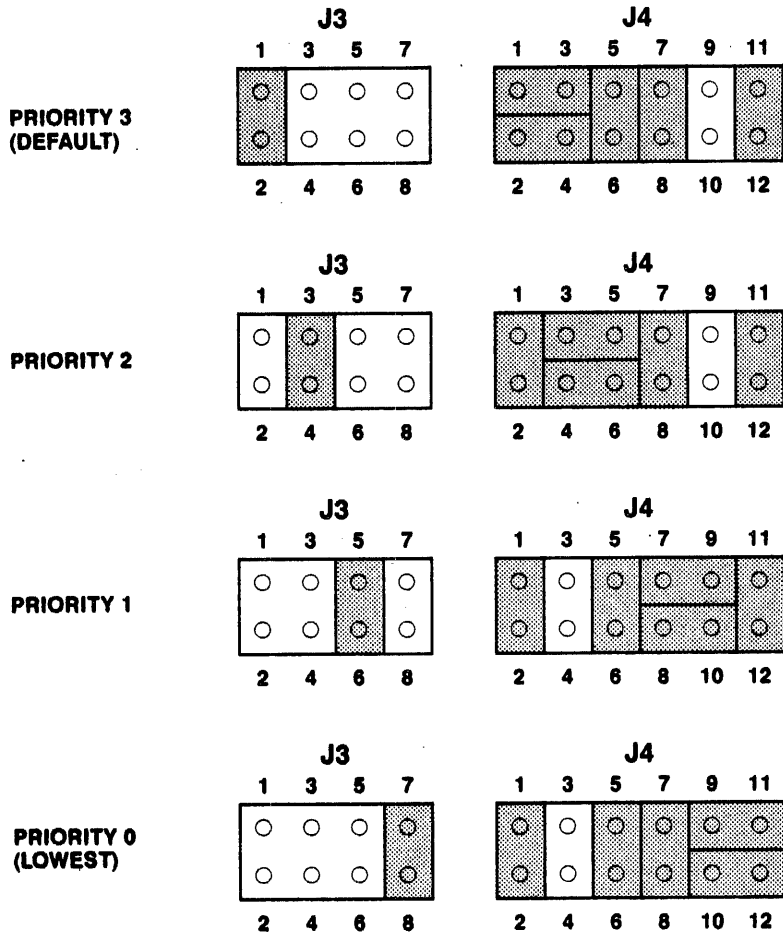 J3 J4
1 3 5 7 1 3 5 7 9 11
PRIORITY 3
(DEFAULT)
2 4 6 8 2 4 6 8 10 12
J3 J4
1 3 5 7 1 3 5 7 9 11
PRIORITY 2
2 4 6 8 2 4 6 8 10 12
J3 J4
1 3 5 7 1 3 5 7 9 11
PRIORITY 1
2 4 6 8 2 4 6 8 10 12
J3 J4
1 3 5 7 1 3 5 7 9 11
PRIORITY 0
(LOWEST)
2 4 6 8 2 4 6 8 10 12